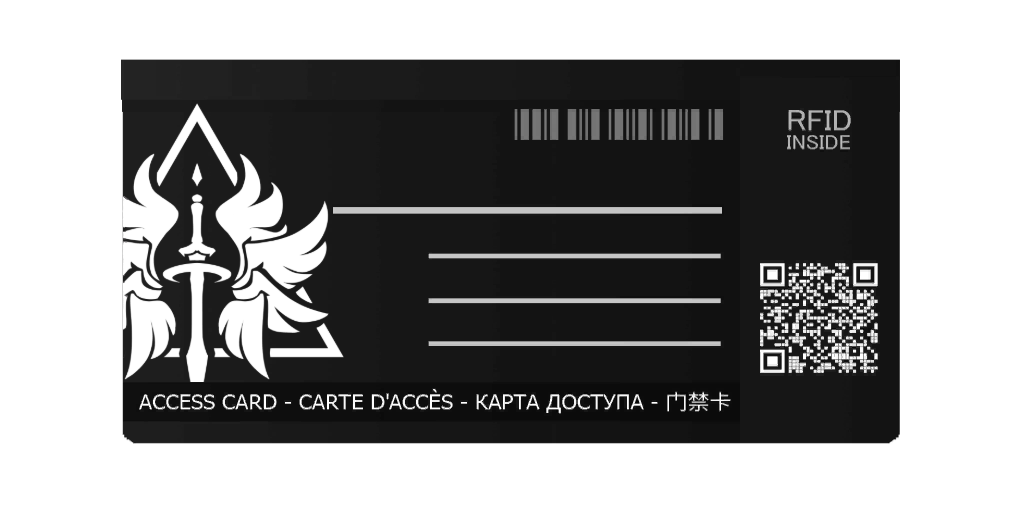 RFID
INSIDE
ACCESS CARD - CARTE D'ACCÈS - КАРТА ДОСТУПА - 门禁卡